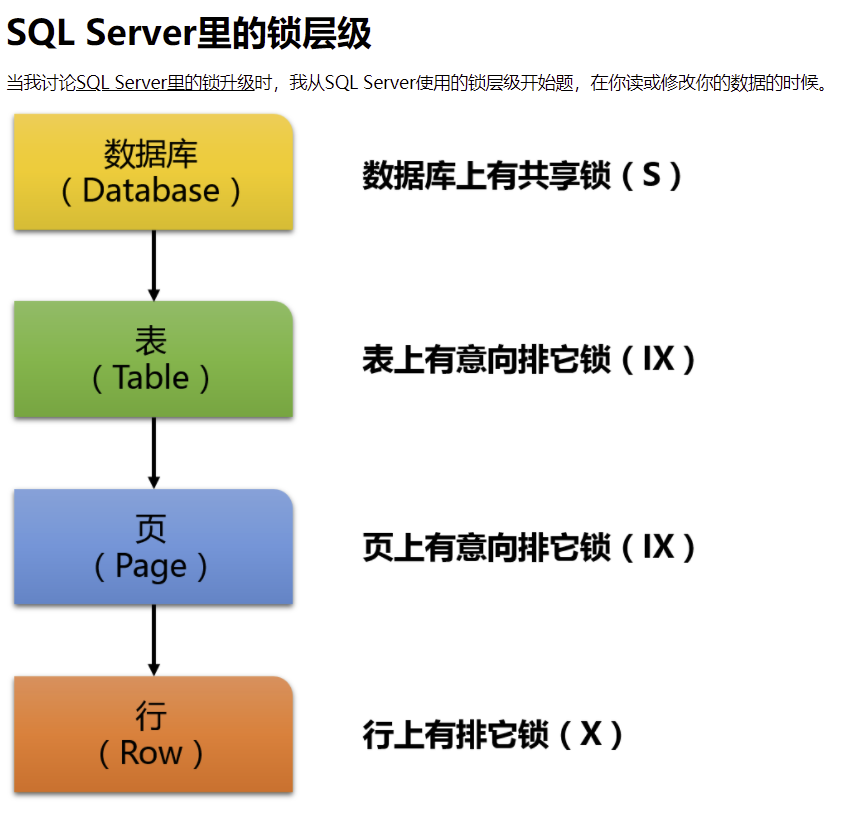 SQL Server里的锁层级
当我讨论SQL Server里的锁升级时，我从SQL Server使用的锁层级开始题，在你读或修改你的数据的时候。
数据库
（Database）
数据库上有共享锁（S）
表
（Table）
表上有意向排它锁（IX）
页
（Page）
页上有意向排它锁（IX）
行
（Row）
行上有排它锁（X）